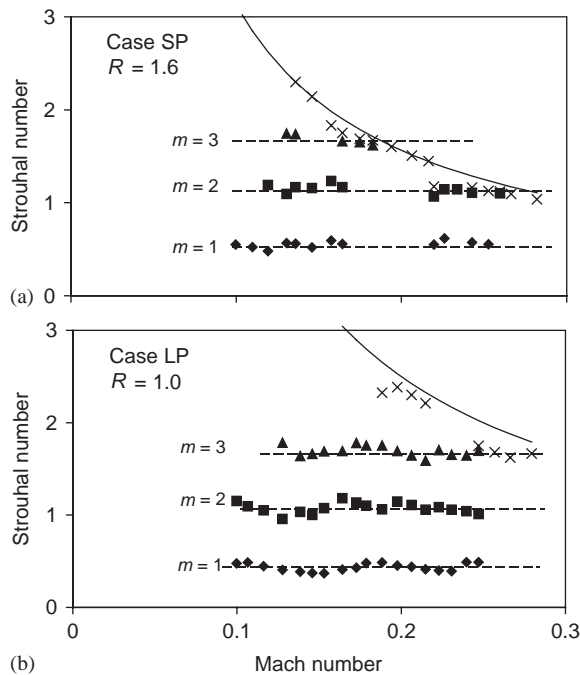 Case SP
R = 1.6
Strouhal number
3
2
1
0
m = 3
m = 2
m = 1
(a)
Case LP
R = 1.0
Strouhal number
3
2
1
0
m = 3
m = 2
m = 1
0
0.1
0.2
0.3
Mach number
(b)